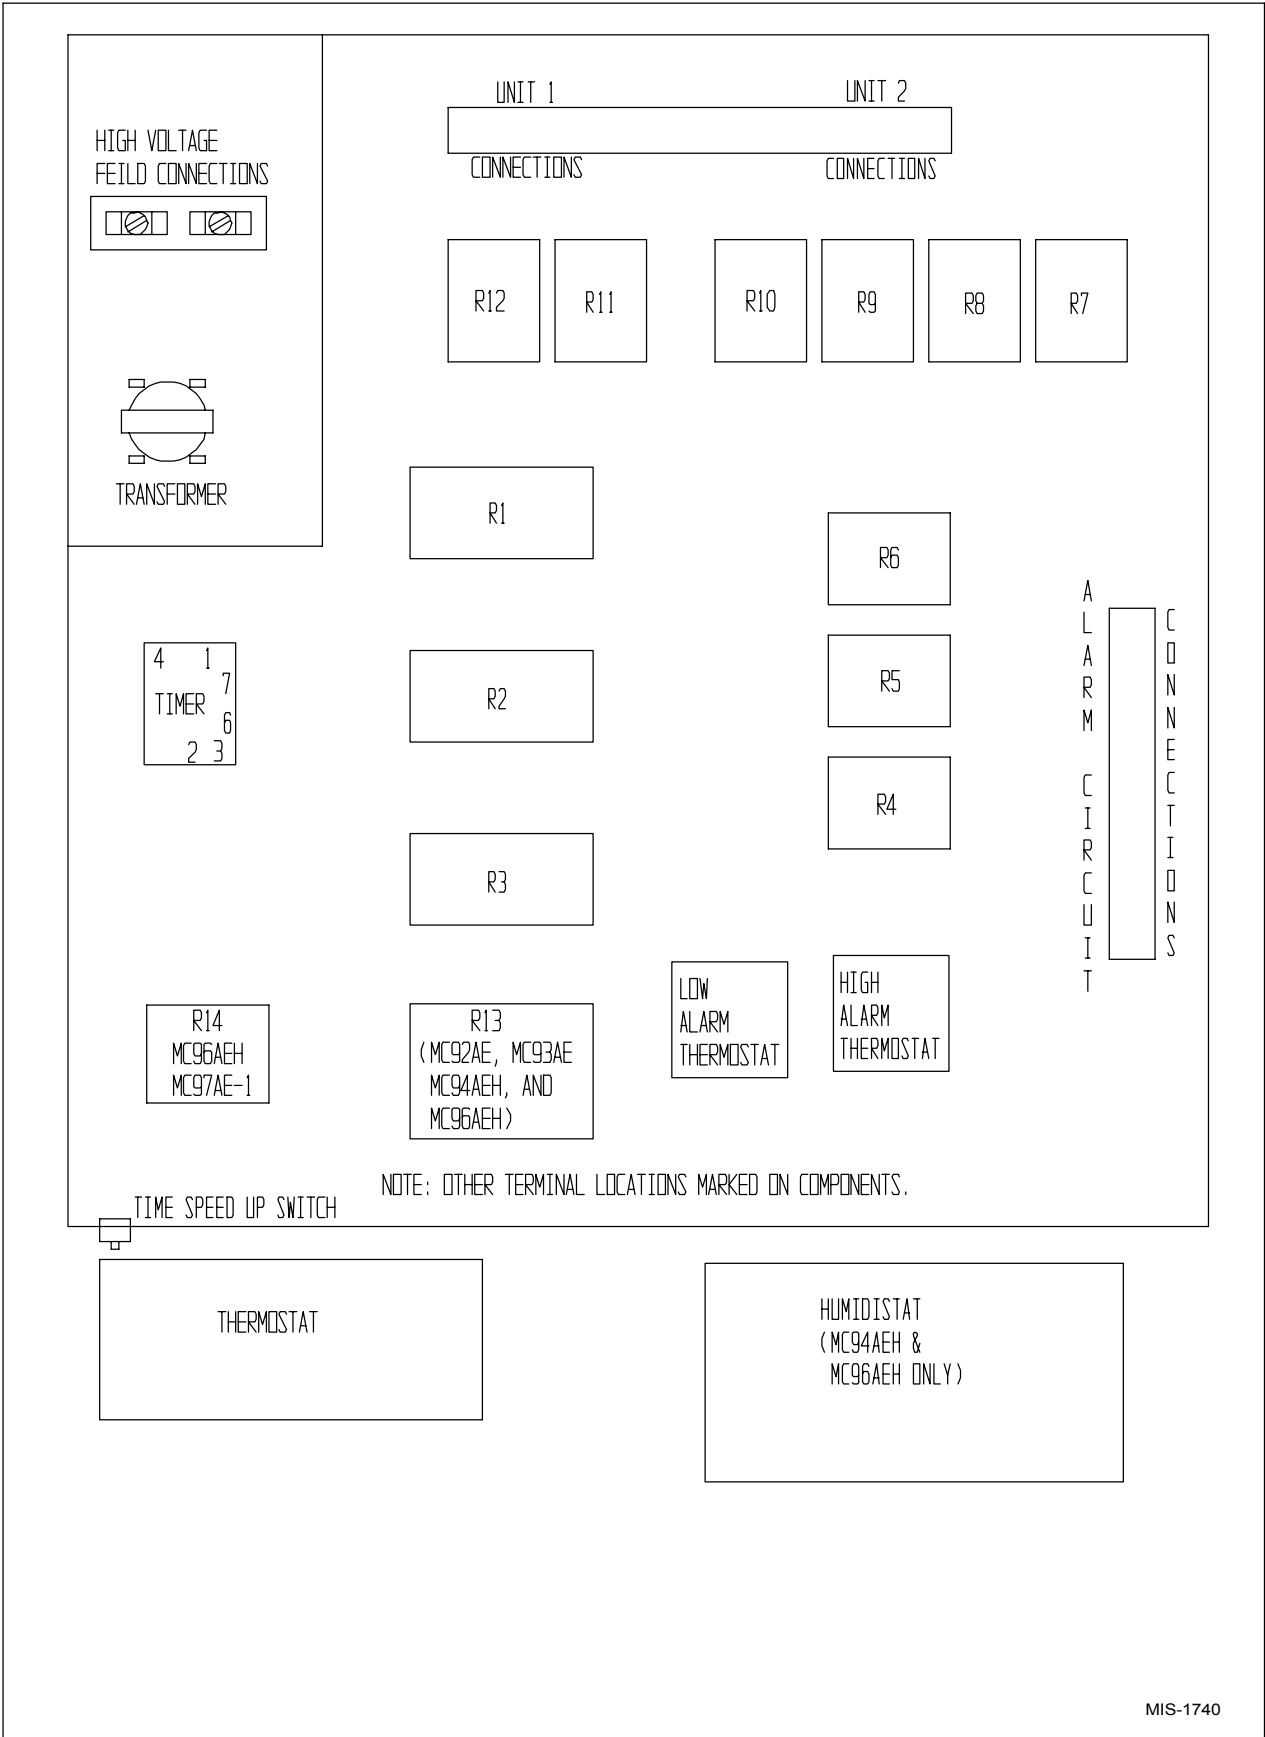 UNIT 1
UNIT 2
HIGH VOLTAGE
FEILD CONNECTIONS
CONNECTIONS
CONNECTIONS
R12
R11
R10
R9
R8
R7
TRANSFORMER
R1
R6
4 1
7
TIMER
6
2 3
R2
R5
R4
R3
ALARM CIRCUIT
CONNECTIONS
LOW
ALARM
THERMOSTAT
HIGH
ALARM
THERMOSTAT
R14
MC96AEH
MC97AE-1
R13
(MC92AE, MC93AE
MC94AEH, AND
MC96AEH)
NOTE: OTHER TERMINAL LOCATIONS MARKED ON COMPONENTS.
TIME SPEED UP SWITCH
THERMOSTAT
HUMIDISTAT
(MC94AEH &
MC96AEH ONLY)
MIS-1740